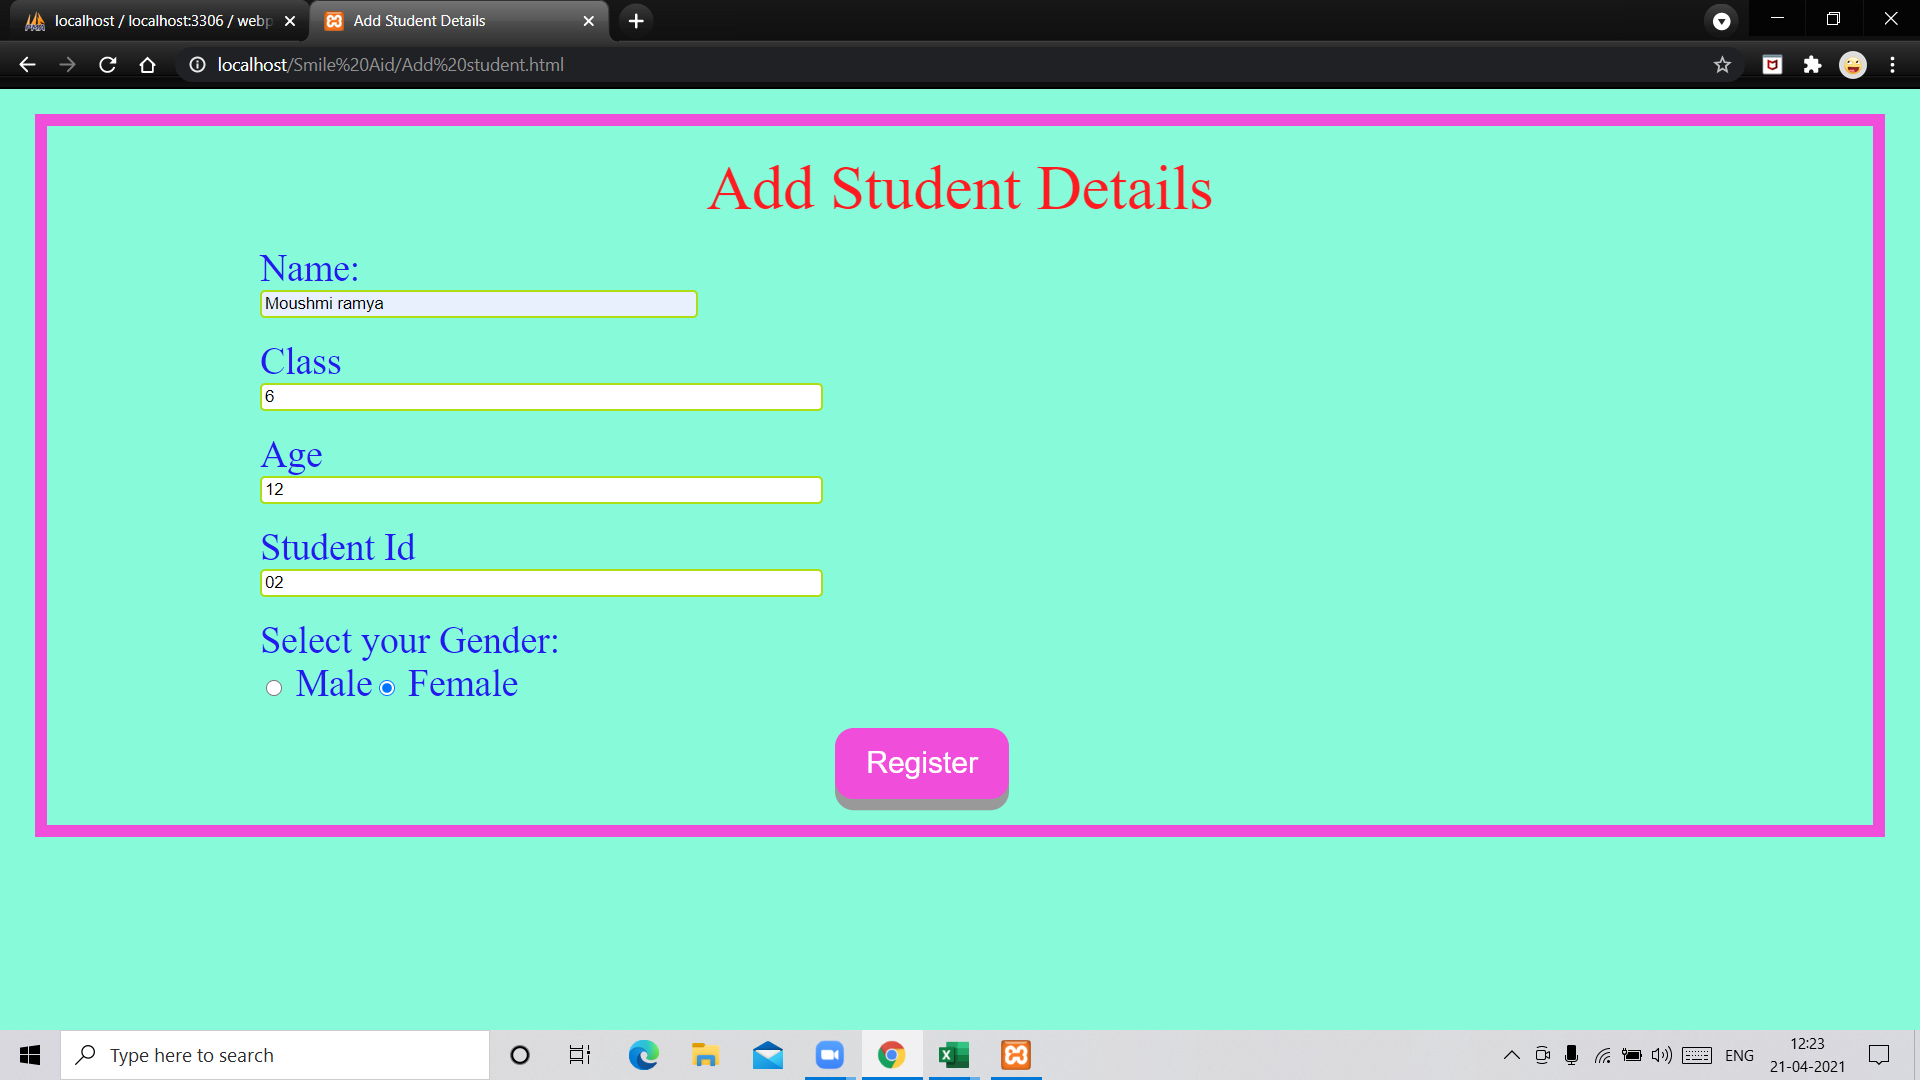 localhost / localhost:3306 / webp
Add Student Details
localhost/Smile%20Aid/Add%20student.html
Add Student Details
Name:
Moushmi ramya
Class
6
Age
12
Student Id
02
Select your Gender:
Male Female
Register
Type here to search
ENG
12:23
21-04-2021